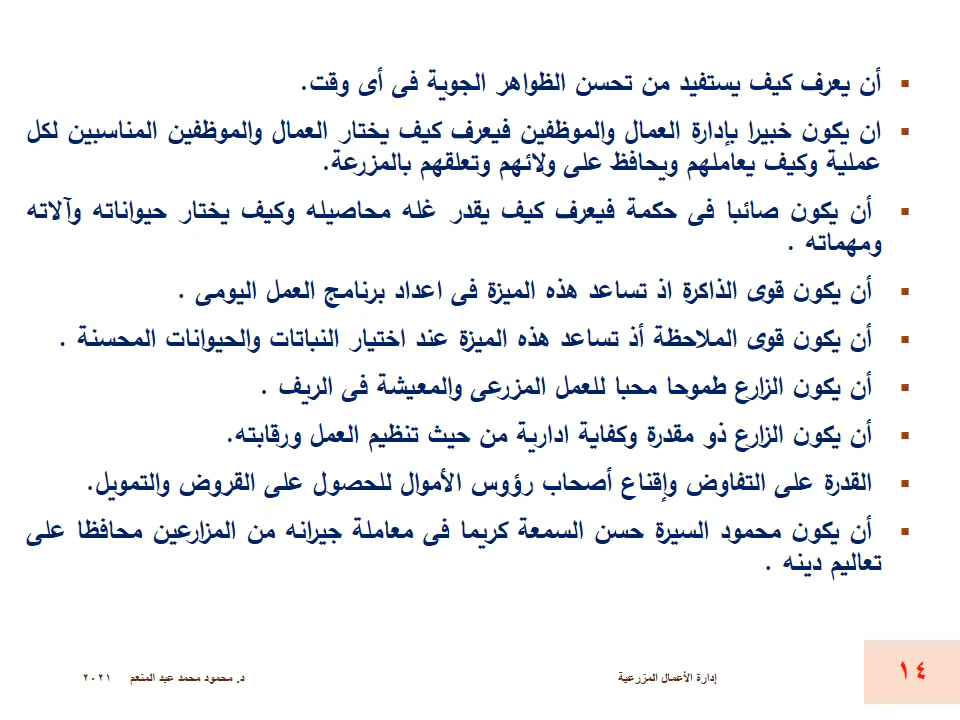 ▪ أن يعرف كيف يستفيد من تحسن الظواهر الجوية فى أى وقت.
▪ ان يكون خبيرا بإدارة العمال والموظفين فيعرف كيف يختار العمال والموظفين المناسبين لكل
عملية وكيف يعاملهم ويحافظ على ولائهم وتعلقهم بالمزرعة.
▪ أن يكون صائبا فى حكمة فيعرف كيف يقدر غله محاصيله وكيف يختار حيواناته وآلاته
ومهماته .
▪ أن يكون قوى الذاكرة اذ تساعد هذه الميزة فى اعداد برنامج العمل اليومى .
▪ أن يكون قوى الملاحظة أذ تساعد هذه الميزة عند اختيار النباتات والحيوانات المحسنة .
▪ أن يكون الزارع طموحا محبا للعمل المزرعى والمعيشة فى الريف .
▪ أن يكون الزارع ذو مقدرة وكفاية ادارية من حيث تنظيم العمل ورقابته.
▪ القدرة على التفاوض وإقناع أصحاب رؤوس الأموال للحصول على القروض والتمويل.
▪ أن يكون محمود السيرة حسن السمعة كريما فى معاملة جيرانه من المزارعين محافظا على
تعاليم دينه .
١٤
إدارة الأعمال المزرعية
د. محمود محمد عبد المنعم ٢٠٢١